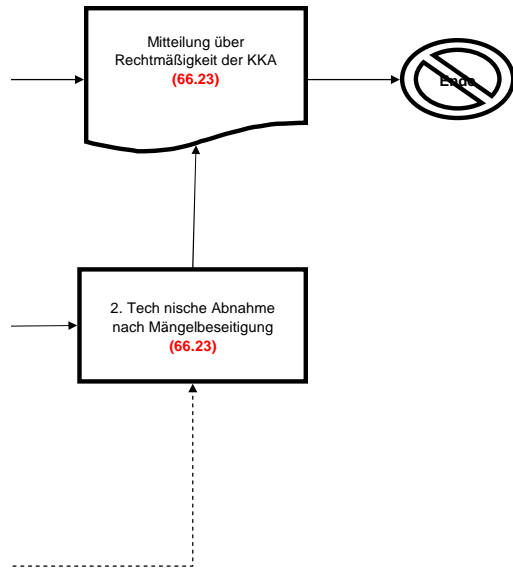 Mitteilung über
Rechtmäßigkeit der KKA
(66.23)
Ende
2. Tech nische Abnahme
nach Mängelbeseitigung
(66.23)